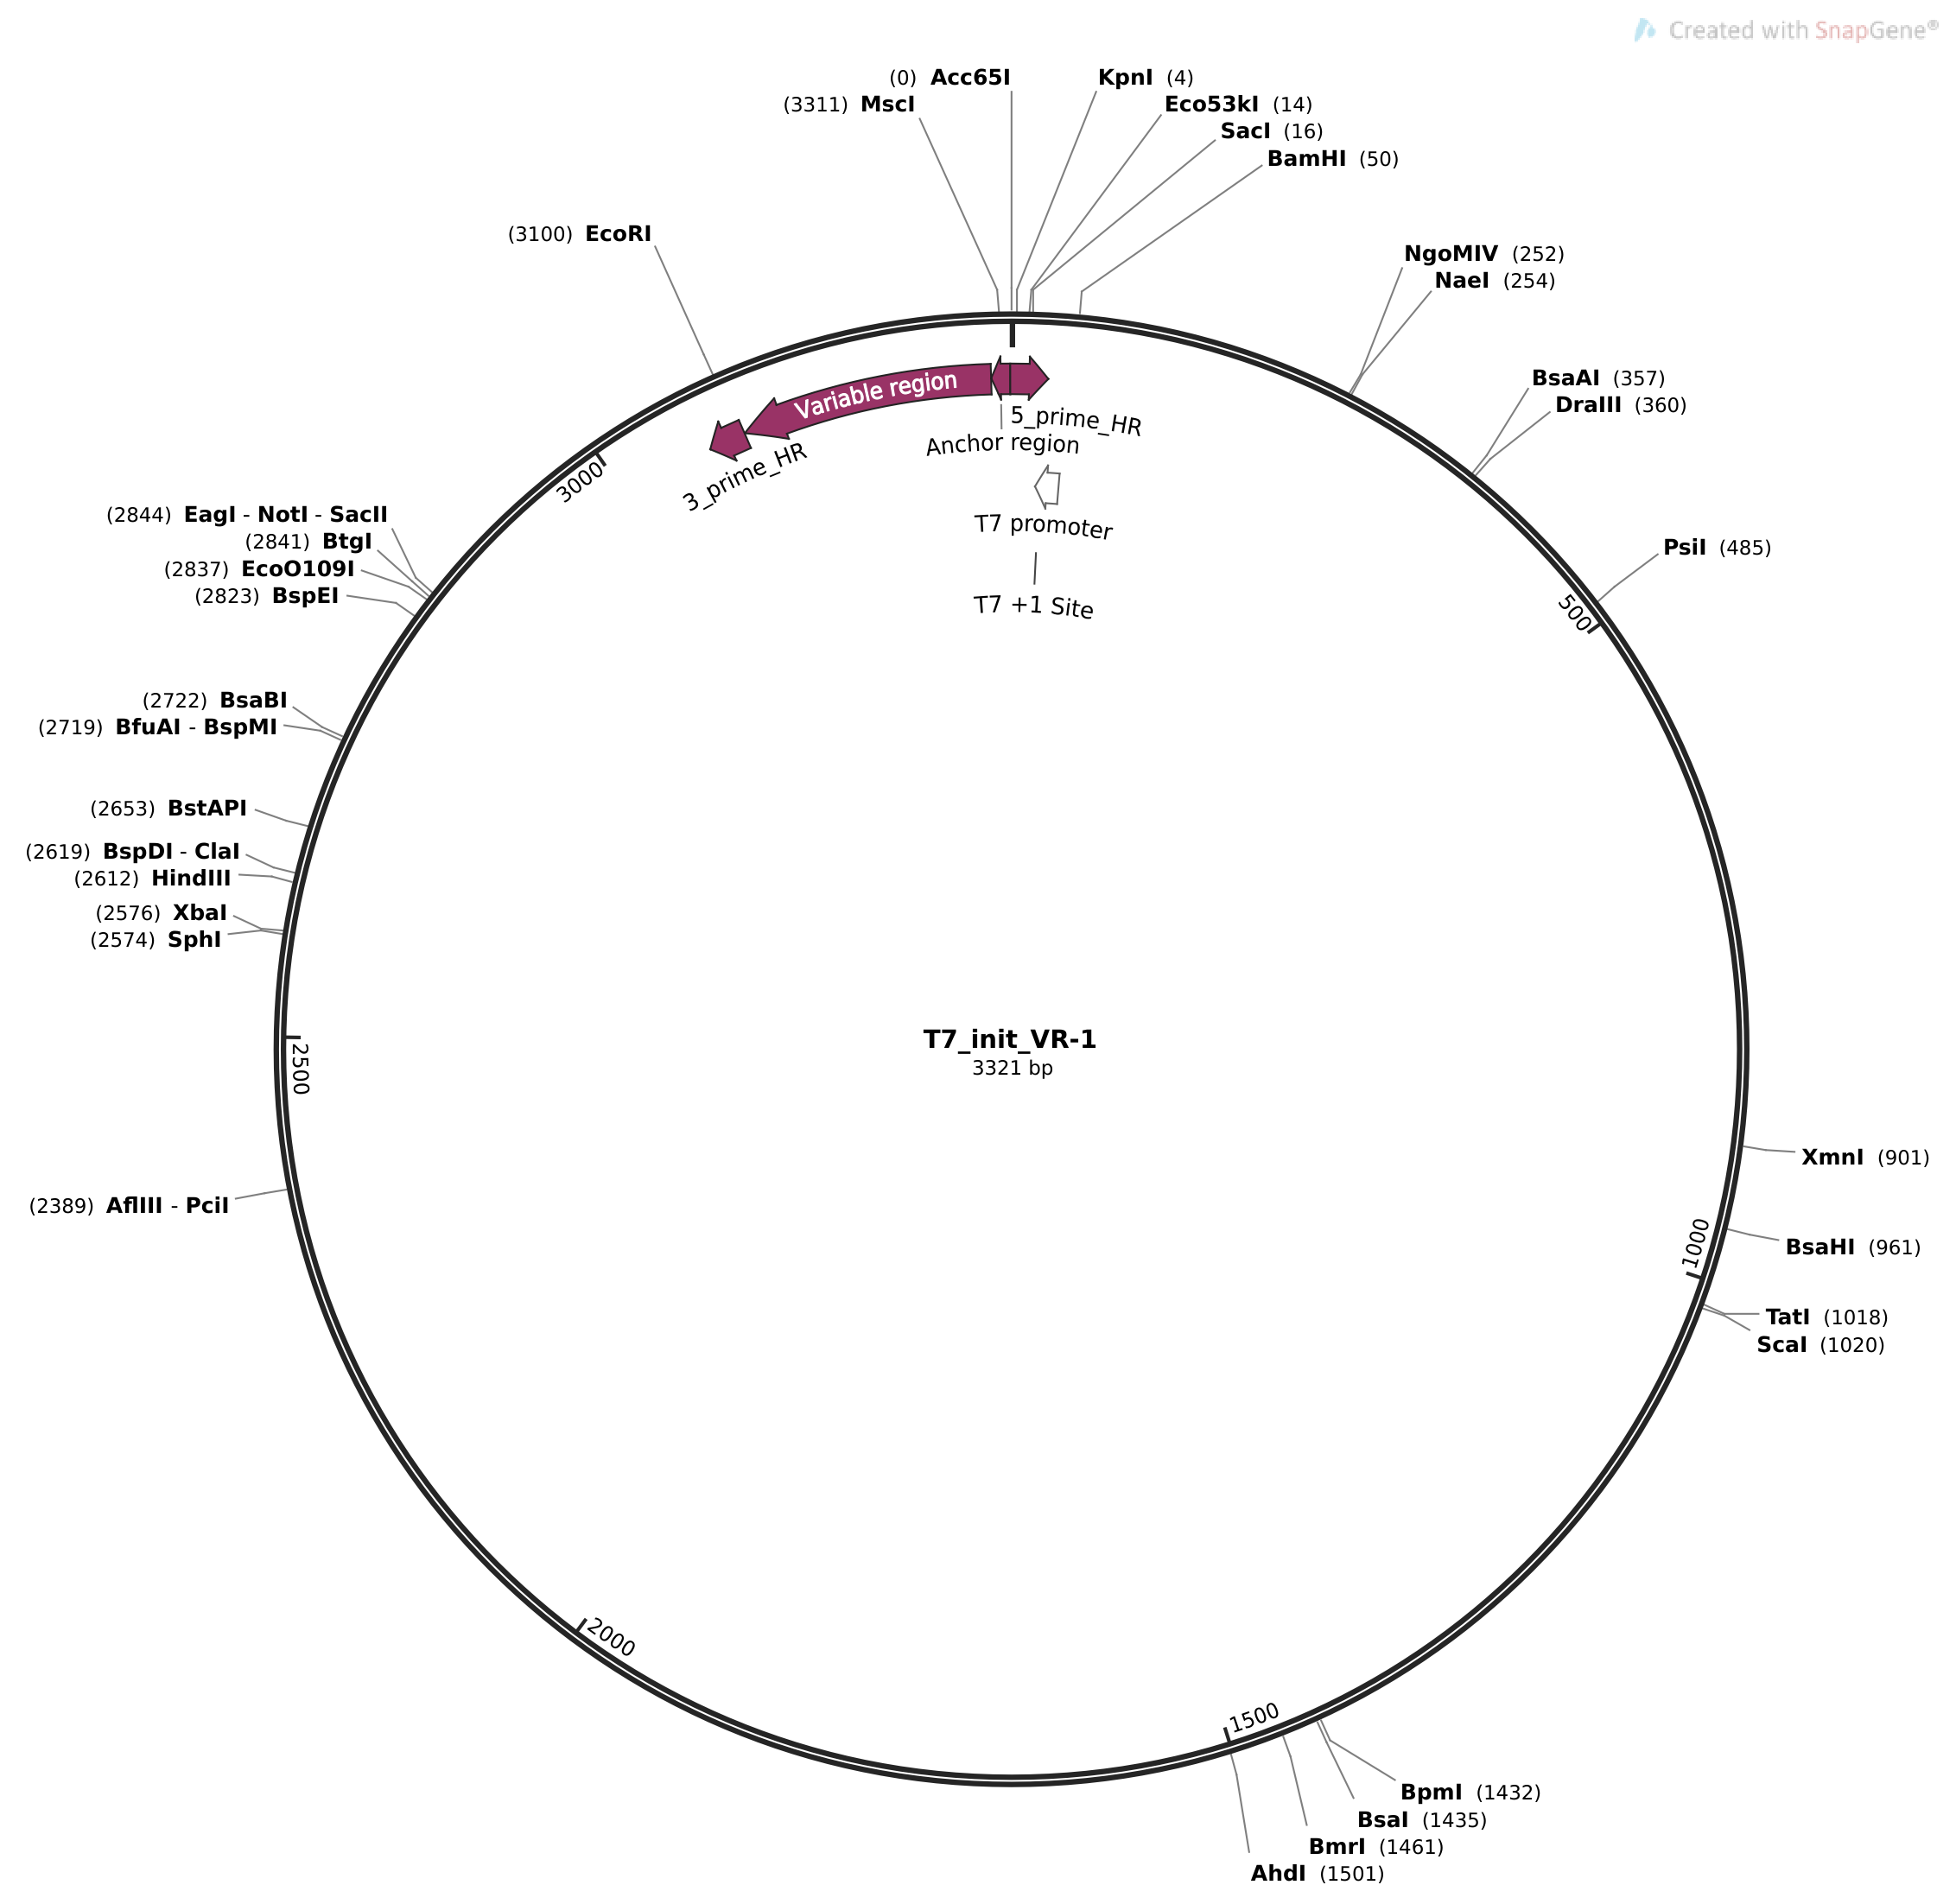 Created with SnapGene®
(0) Acc65I
KpnI (4)
(3311) MscI
Eco53kI (14)
SacI (16)
BamHI (50)
(3100) EcoRI
NgoMIV (252)
NaeI (254)
BsaAI (357)
DraIII (360)
Variable region
5_prime_HR
Anchor region
3_prime_HR
3000
T7 promoter
(2844) EagI - NotI - SacII
(2841) BtgI
(2837) EcoO109I
(2823) BspEI
PsiI (485)
500
T7 +1 Site
(2722) BsaBI
(2719) BfuAI - BspMI
(2653) BstAPI
(2619) BspDI - ClaI
(2612) HindIII
(2576) XbaI
(2574) SphI
T7_init_VR-1
3321 bp
2500
XmnI (901)
(2389) AflIII - PciI
1000
BsaHI (961)
TatI (1018)
ScaI (1020)
2000
1500
BpmI (1432)
BsaI (1435)
BmrI (1461)
AhdI (1501)